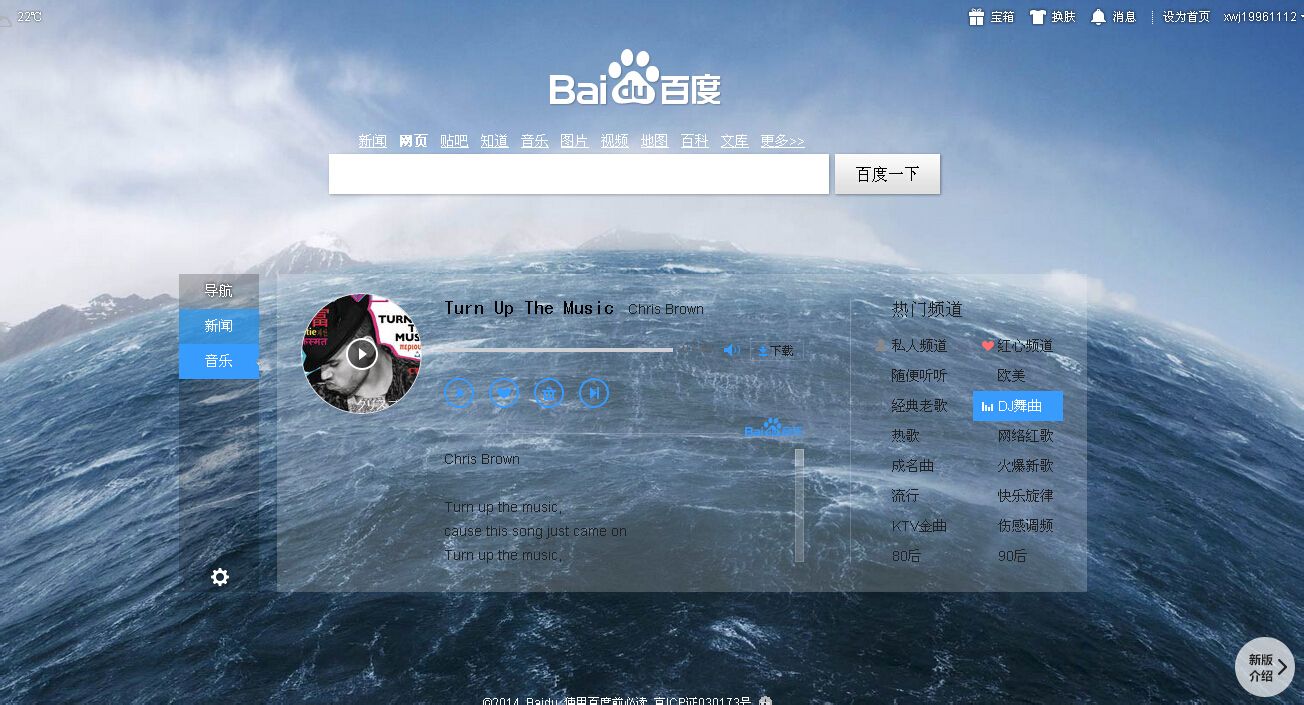 22℃
宝箱 换肤 消息 设为首页 xwj19961112
Bai du 百度
新闻 网页 贴吧 知道 音乐 图片 视频 地图 百科 文库 更多>>
百度一下
导航
新闻
音乐
TURN
MUS
Turn Up The Music Chris Brown
下载
Bai du 百度
Chris Brown
Turn up the music,
cause this song just came on
Turn up the music,
热门频道
私人频道 红心频道
随便听听 欧美
经典老歌 DJ舞曲
热歌 网络红歌
成名曲 火爆新歌
流行 快乐旋律
KTV金曲 伤感调频
80后 90后
新版
介绍
©2014 Baidu 使用百度前必读 京ICP证030173号